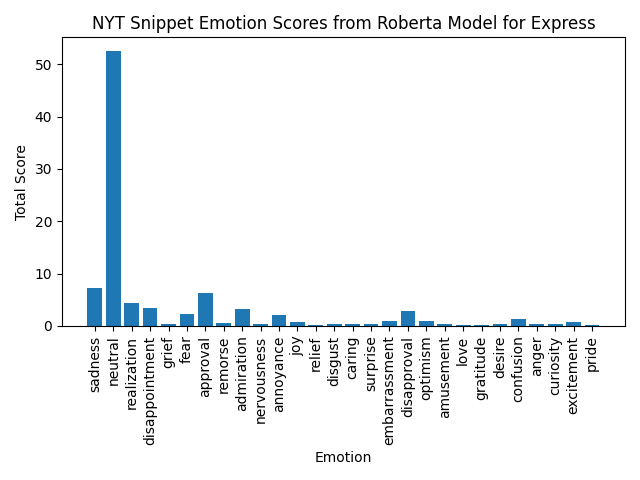 NYT Snippet Emotion Scores from Roberta Model for Express
Total Score
50
40
30
20
10
0
sadness
neutral
realization
disappointment
grief
fear
approval
remorse
admiration
nervousness
annoyance
joy
relief
disgust
caring
surprise
embarrassment
disapproval
optimism
amusement
love
gratitude
desire
confusion
anger
curiosity
excitement
pride
Emotion